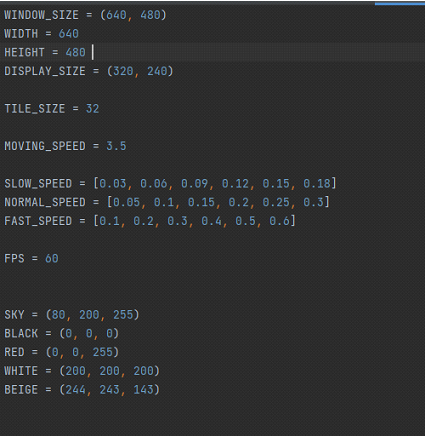 WINDOW_SIZE = (640, 480)
WIDTH = 640
HEIGHT = 480
DISPLAY_SIZE = (320, 240)
TILE_SIZE = 32
MOVING_SPEED = 3.5
SLOW_SPEED = [0.03, 0.06, 0.09, 0.12, 0.15, 0.18]
NORMAL_SPEED = [0.05, 0.1, 0.15, 0.2, 0.25, 0.3]
FAST_SPEED = [0.1, 0.2, 0.3, 0.4, 0.5, 0.6]
FPS = 60
SKY = (80, 200, 255)
BLACK = (0, 0, 0)
RED = (0, 0, 255)
WHITE = (200, 200, 200)
BEIGE = (244, 243, 143)